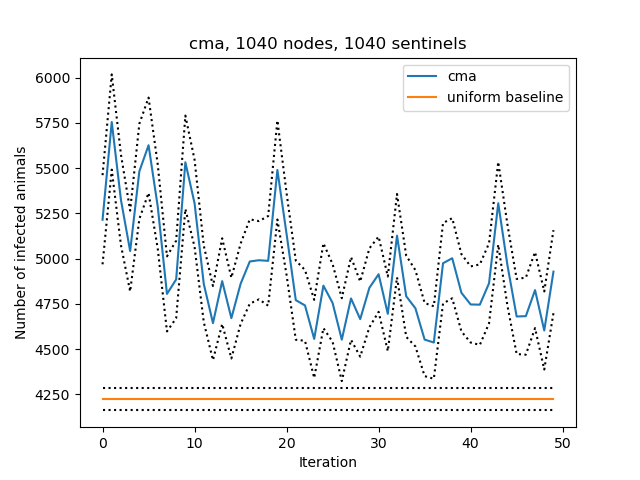 cma, 1040 nodes, 1040 sentinels
cma
uniform baseline
Number of infected animals
6000
5750
5500
5250
5000
4750
4500
4250
0 10 20 30 40 50
Iteration